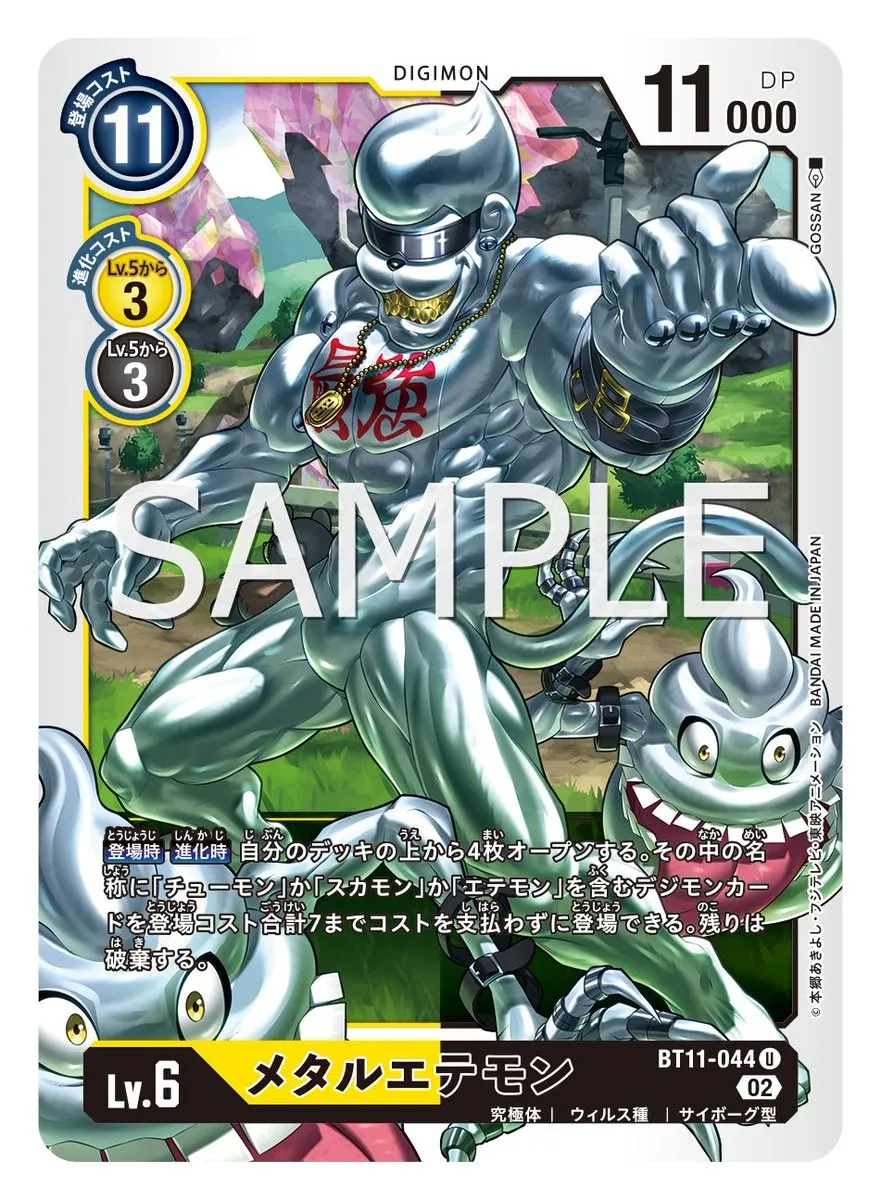 DIGIMON
登場コスト
11
11000
DP
進化コスト
Lv.5から
3
Lv.5から
3
GOSSAN
最強
SAMPLE
BANDAI MADE IN JAPAN
©本郷あきよし・フジテレビ・東映アニメーション
登場時 進化時 自分のデッキの上から4枚オープンする。その中の名
称に「チューモン」か「スカモン」か「エテモン」を含むデジモンカー
ドを登場コスト合計7までコストを支払わずに登場できる。残りは
破棄する。
Lv.6
メタルエテモン
BT11-044 U
02
究極体 | ウィルス種 | サイボーグ型